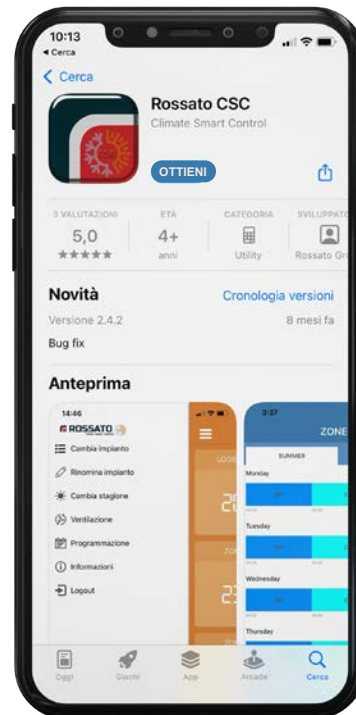 10:13
Cerca
Cerca
Rossato CSC
Climate Smart Control
OTTIENI
3 VALUTAZIONI ETÀ CATEGORIA SVILUPPATO
5,0 4+
★★★★★ anni Utility Rossato Gro
Novità Cronologia versioni
Versione 2.4.2 8 mesi fa
Bug fix
Anteprima
14:46
ROSSATO
Cambia impianto
Rinomina impianto
Cambia stagione
Ventilazione
Programmazione
Informazioni
Logout
3:37
ZONE
SUMMER
Monday
Tuesday
Wednesday
Thursday
Oggi Giochi App Arcade Cerca